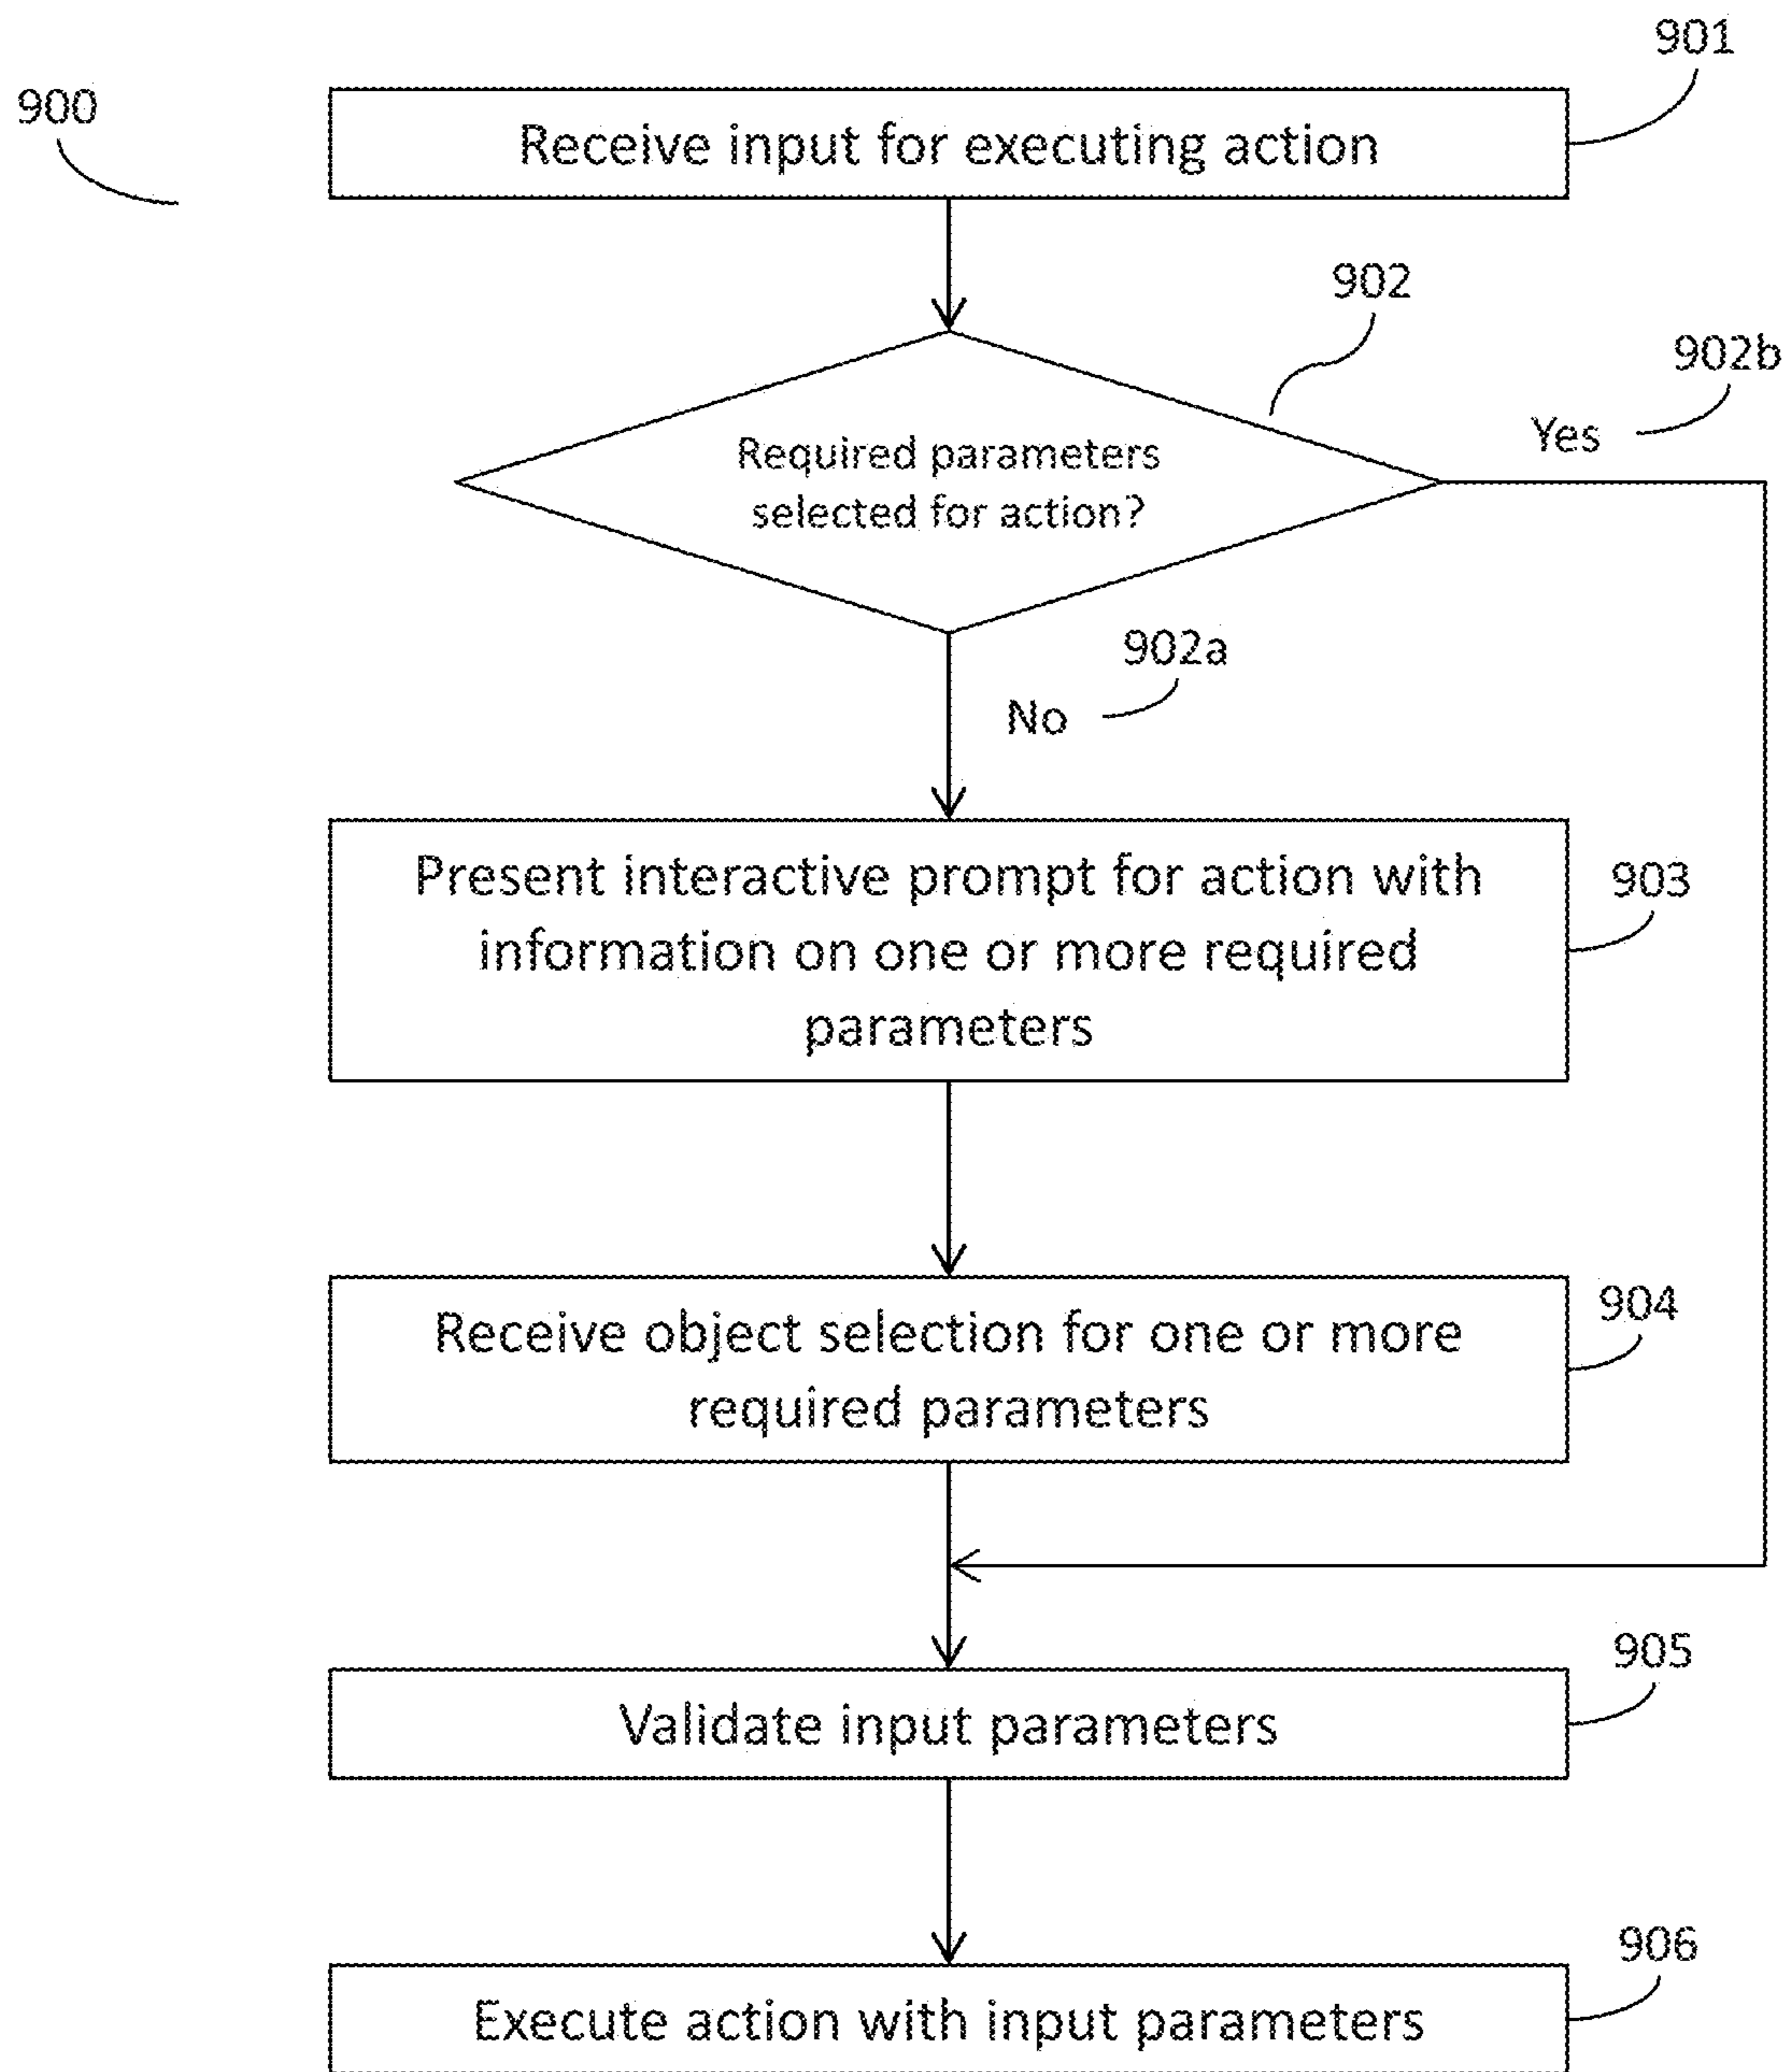 901
900
Receive input for executing action
902
902b
Yes
Required parameters
selected for action?
902a
No
Present interactive prompt for action with
information on one or more required
parameters
903
Receive object selection for one or more
required parameters
904
905
Validate input parameters
906
Execute action with input parameters